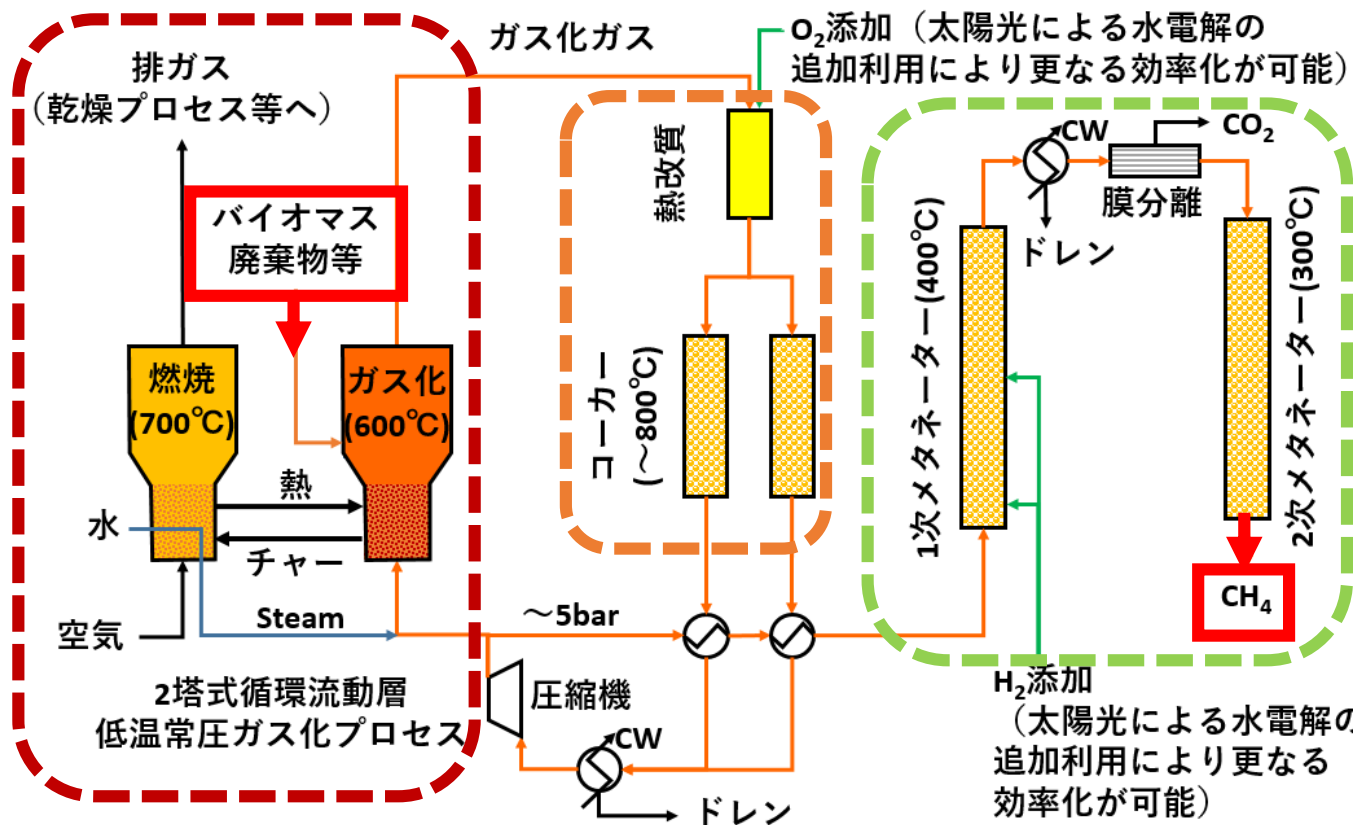 ガス化ガス
O₂添加（太陽光による水電解の
追加利用により更なる効率化が可能）
排ガス
（乾燥プロセス等へ）
バイオマス
廃棄物等
燃焼
(700℃)
ガス化
(600℃)
熱
チャー
水
Steam
空気
2塔式循環流動層
低温常圧ガス化プロセス
熱改質
コーカー
(～800℃)
～5bar
圧縮機
CW
ドレン
1次メタネーター(400℃)
CW
ドレン
CO₂
膜分離
2次メタネーター(300℃)
CH₄
H₂添加
（太陽光による水電解の
追加利用により更なる
効率化が可能）